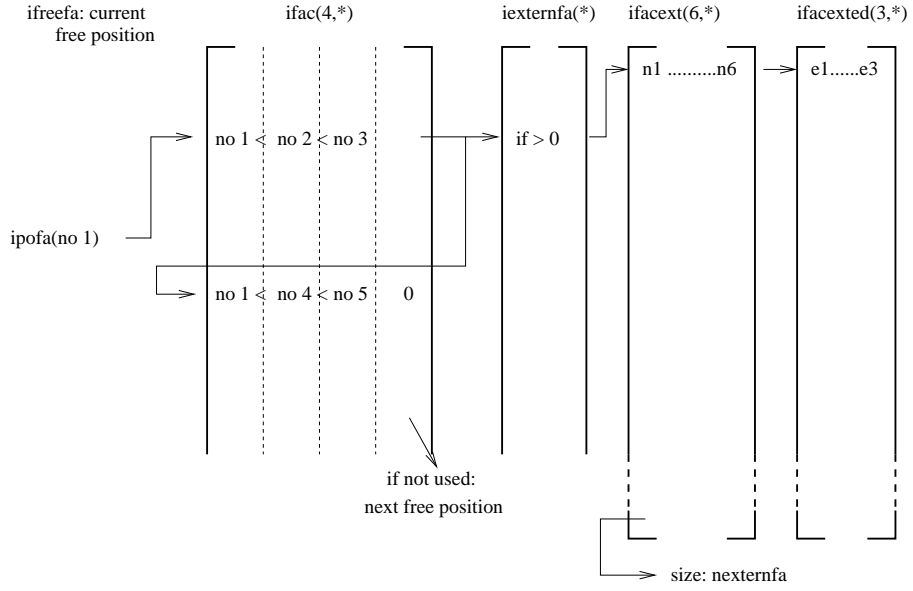 ifreefa: current
free position
ifac(4,*)
iexternfa(*)
ifacext(6,*)
ifacexted(3,*)
n1 ..........n6
e1......e3
no 1 < no 2 < no 3
if > 0
ipofa(no 1)
no 1 < no 4 < no 5 0
if not used:
next free position
size: nexternfa